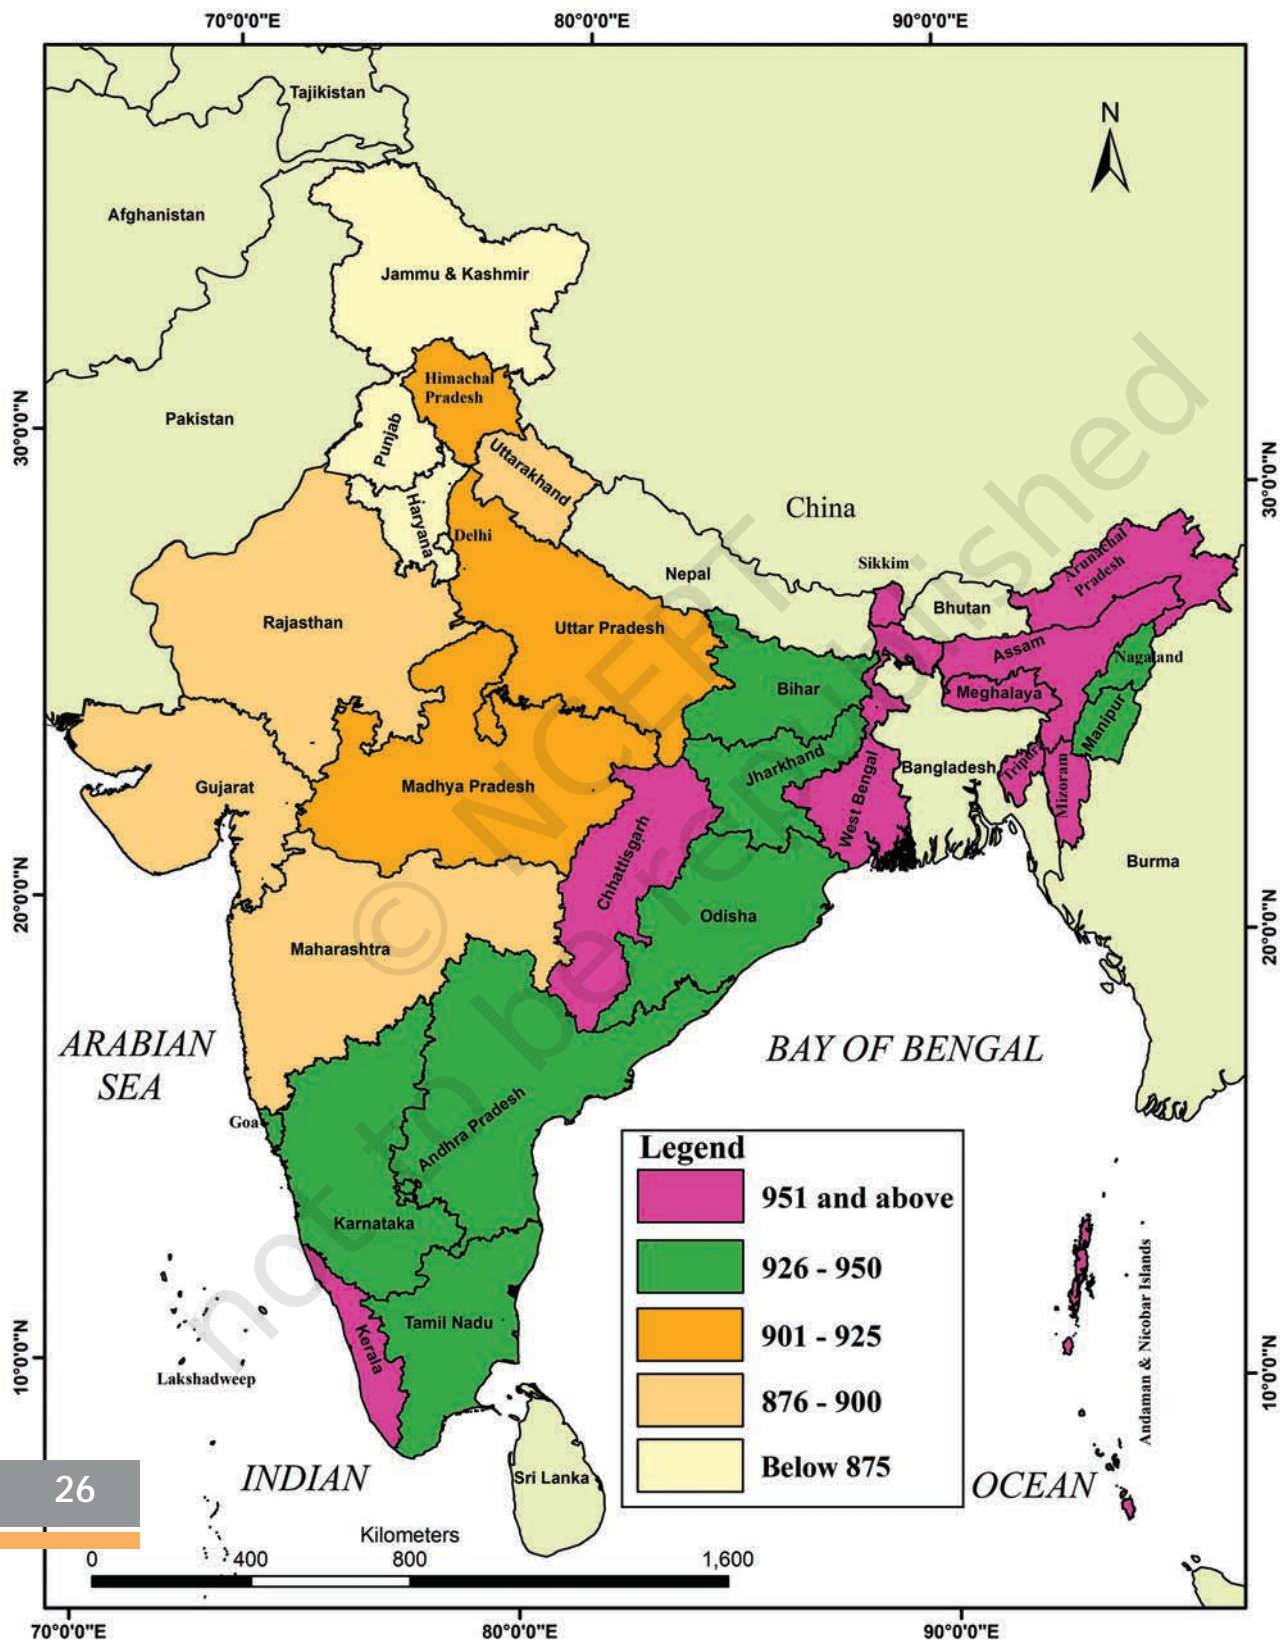 70°0'0"E
80°0'0"E
90°0'0"E
Tajikistan
N
Afghanistan
Jammu & Kashmir
Himachal
Pradesh
Pakistan
Punjab
30°0'0"N
30°0'0"N
Uttarakhand
Haryana
China
Delhi
Sikkim
Arunachal
Pradesh
Nepal
Bhutan
Rajasthan
Uttar Pradesh
Assam
Nagaland
Bihar
Meghalaya
Manipur
Jharkhand
Gujarat
Madhya Pradesh
West Bengal
Bangladesh
Tripura
Mizoram
Chhattisgarh
Burma
20°0'0"N
20°0'0"N
Odisha
Maharashtra
ARABIAN
SEA
BAY OF BENGAL
Goa
Andhra Pradesh
Legend
951 and above
Karnataka
926 - 950
Tamil Nadu
901 - 925
Kerala
Andaman & Nicobar Islands
10°0'0"N
10°0'0"N
Lakshadweep
876 - 900
Below 875
INDIAN
Sri Lanka
OCEAN
26
Kilometers
0 400 800 1,600
70°0'0"E
80°0'0"E
90°0'0"E
© NCERT
not to be republished